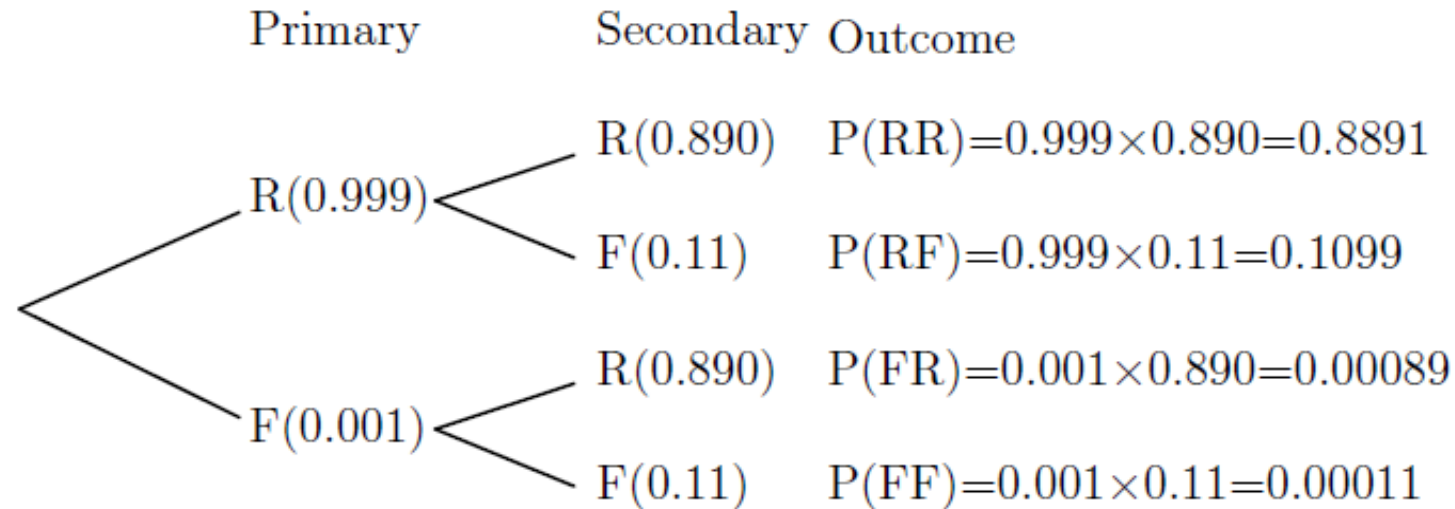 Primary Secondary Outcome
R(0.890) P(RR)=0.999×0.890=0.8891
R(0.999)
F(0.11) P(RF)=0.999×0.11=0.1099
R(0.890) P(FR)=0.001×0.890=0.00089
F(0.001)
F(0.11) P(FF)=0.001×0.11=0.00011